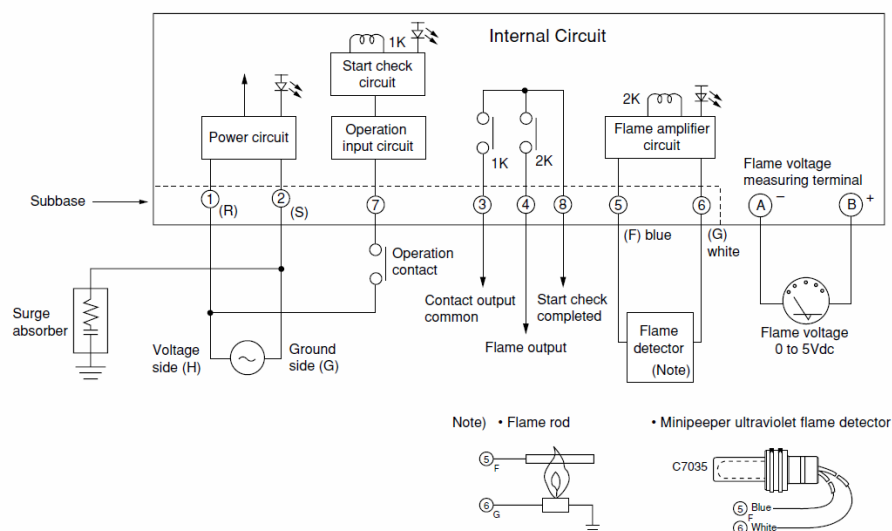 Internal Circuit
1K
Start check
circuit
Power circuit
Operation
input circuit
1K
2K
2K
Flame amplifier
circuit
Flame voltage
measuring terminal
Subbase
1
(R)
2
(S)
7
3
4
8
5
6
A
−
B
+
(F) blue
(G)
white
Operation
contact
Contact output
common
Start check
completed
Flame output
Surge
absorber
Voltage
side (H)
Ground
side (G)
Flame
detector
(Note)
Flame voltage
0 to 5Vdc
Note) • Flame rod
5
F
6
G
• Minipeeper ultraviolet flame detector
C7035
5 Blue
F
6 White